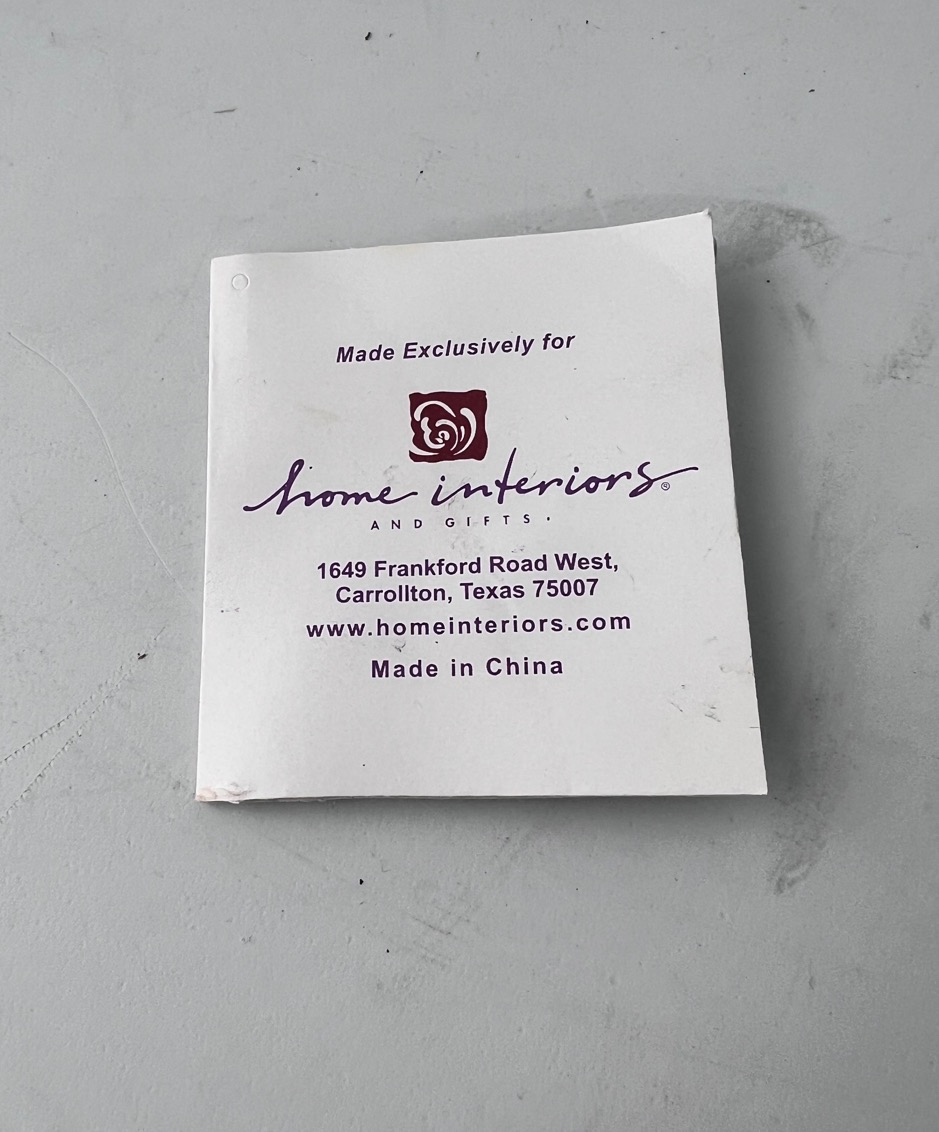 Made Exclusively for
home interiors®
AND GIFTS.
1649 Frankford Road West,
Carrollton, Texas 75007
www.homeinteriors.com
Made in China